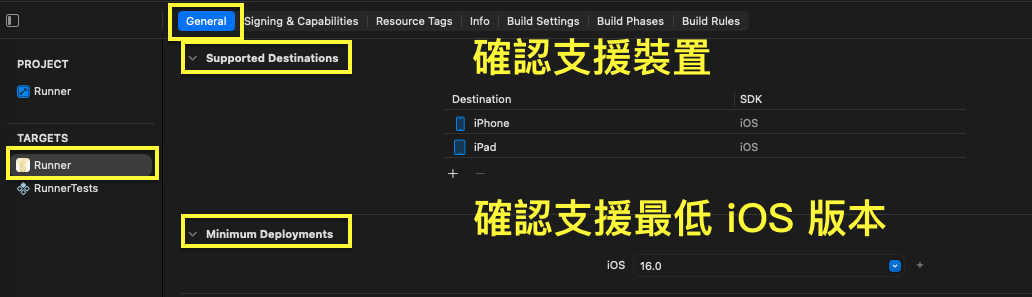 General Signing & Capabilities Resource Tags Info Build Settings Build Phases Build Rules
PROJECT
Runner
TARGETS
Runner
RunnerTests
Supported Destinations
確認支援裝置
Destination SDK
iPhone iOS
iPad iOS
確認支援最低 iOS 版本
Minimum Deployments
iOS 16.0